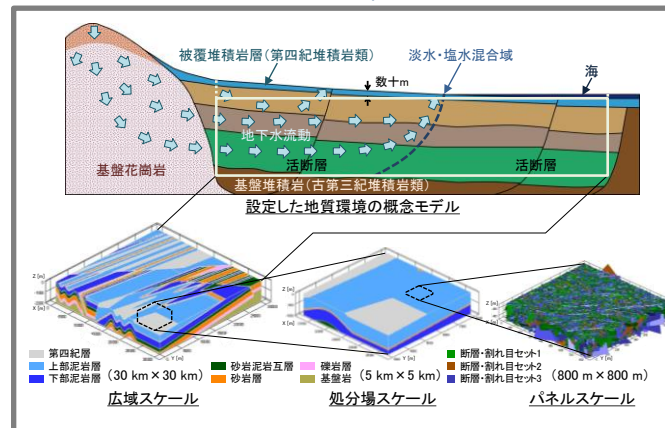 被覆堆積岩層(第四紀堆積岩類)
淡水・塩水混合域
数十m
海
地下水流動
活断層
活断層
基盤花崗岩
基盤堆積岩(古第三紀堆積岩類)
設定した地質環境の概念モデル
Z [m]
X [m]
Y [m]
Z [m]
X [m]
Y [m]
Z [m]
X [m]
Y [m]
第四紀層
上部泥岩層
下部泥岩層
(30 km×30 km)
砂岩泥岩互層
砂岩層
礫岩層
基盤岩
(5 km×5 km)
断層・割れ目セット1
断層・割れ目セット2
断層・割れ目セット3
(800 m×800 m)
広域スケール
処分場スケール
パネルスケール